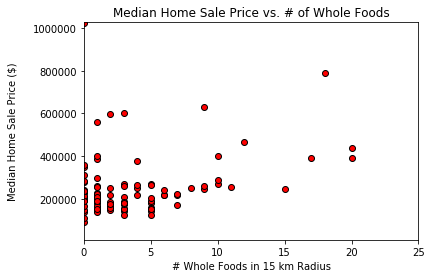 Median Home Sale Price vs. # of Whole Foods
1000000
800000
600000
400000
200000
Median Home Sale Price ($)
0 5 10 15 20 25
# Whole Foods in 15 km Radius